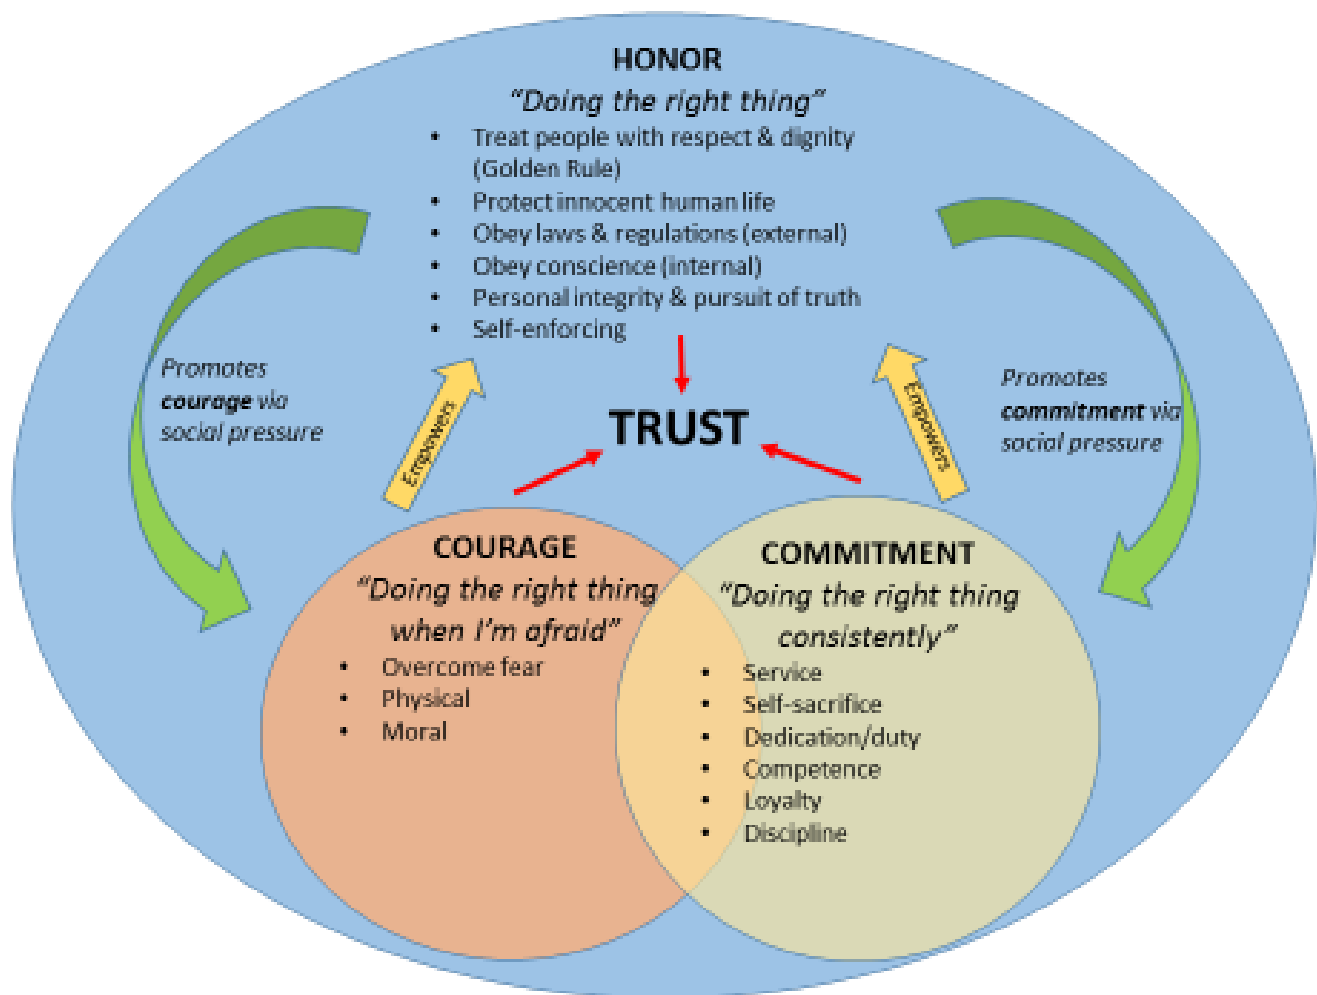 HONOR
“Doing the right thing”
• Treat people with respect & dignity
(Golden Rule)
• Protect innocent human life
• Obey laws & regulations (external)
• Obey conscience (internal)
• Personal integrity & pursuit of truth
• Self-enforcing
Promotes
courage via
social pressure
Empowers
TRUST
Empowers
Promotes
commitment via
social pressure
COURAGE
“Doing the right thing
when I’m afraid”
• Overcome fear
• Physical
• Moral
COMMITMENT
“Doing the right thing
consistently”
• Service
• Self-sacrifice
• Dedication/duty
• Competence
• Loyalty
• Discipline